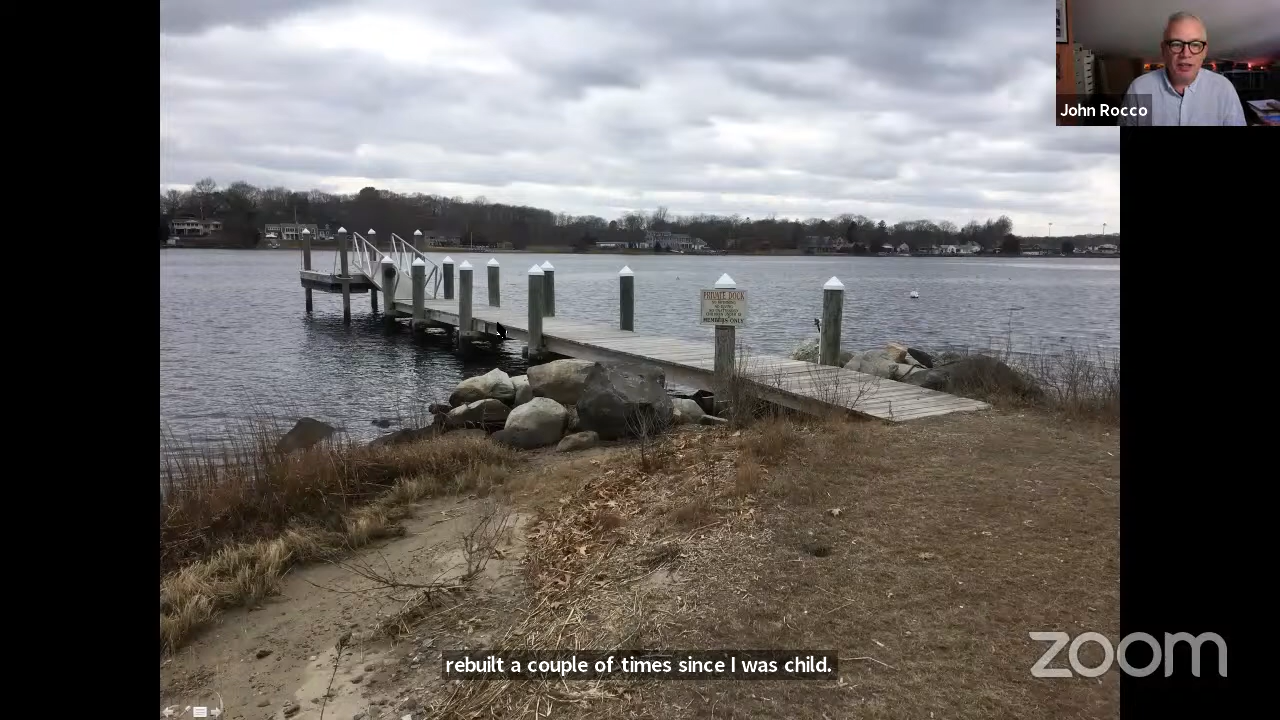 John Rocco
PRIVATE DOCK
MEMBERS ONLY
rebuilt a couple of times since I was child.
zoom